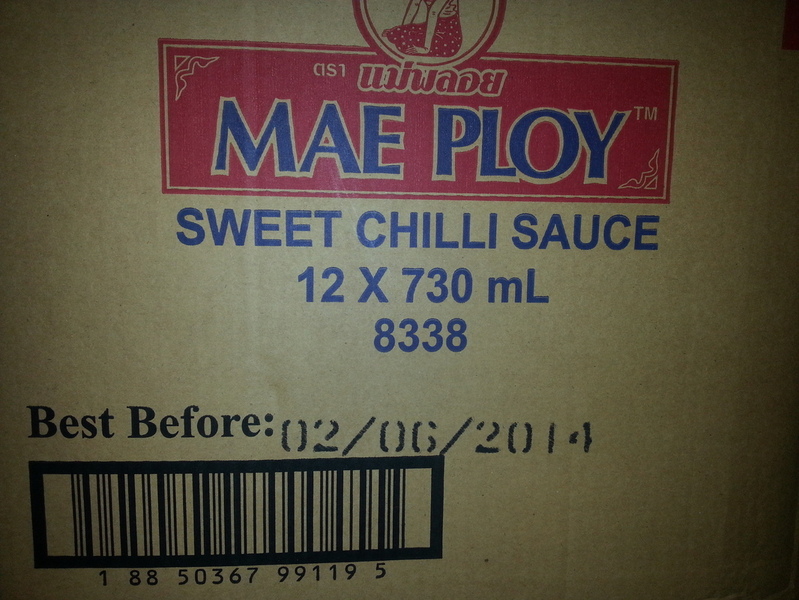 ตรา แม่พลอย
MAE PLOY™
SWEET CHILLI SAUCE
12 X 730 mL
8338
Best Before: 02/06/2014
1 88 50367 99119 5